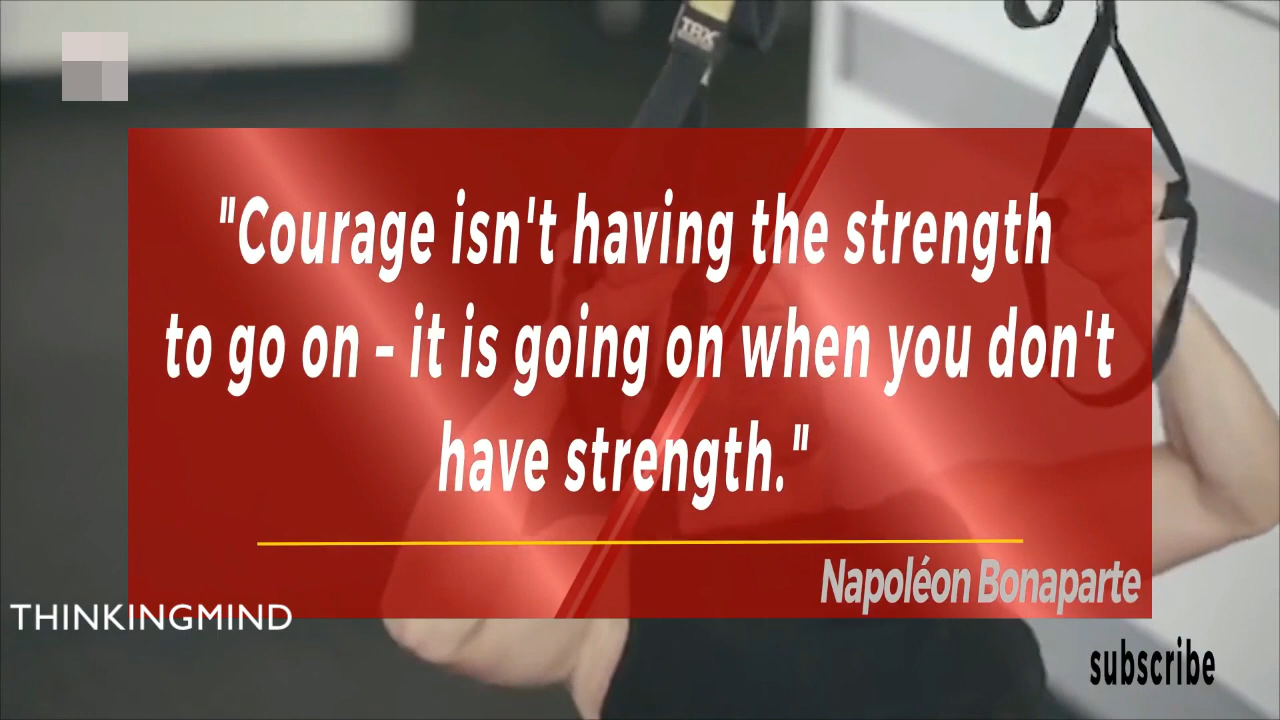 TRX
"Courage isn't having the strength
to go on - it is going on when you don't
have strength."
Napoléon Bonaparte
THINKINGMIND
subscribe